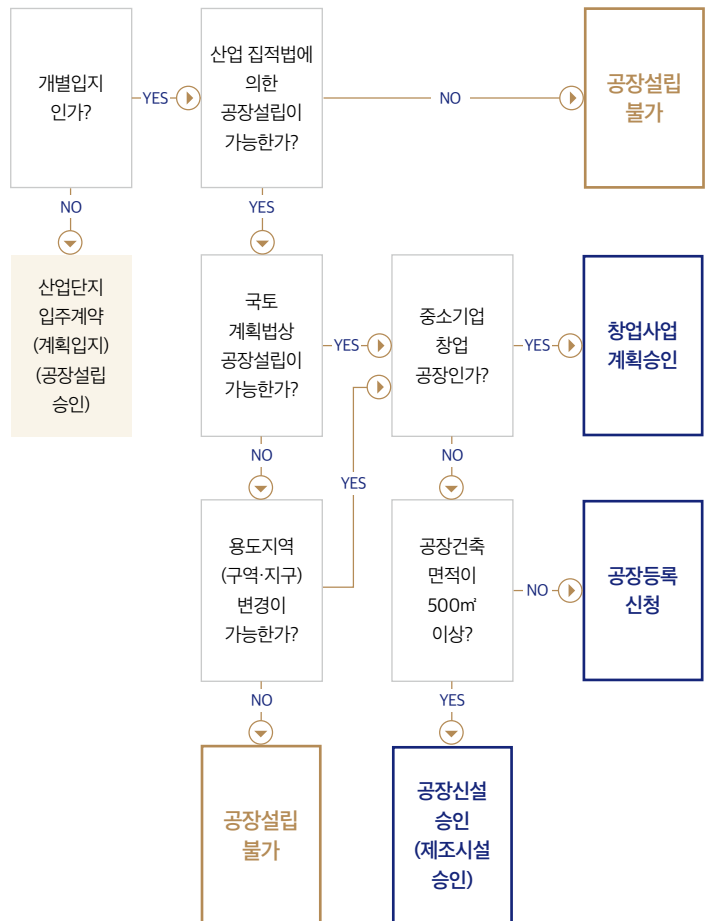 개별입지
인가?
YES
산업 집적법에
의한
공장설립이
가능한가?
NO
공장설립
불가
NO
YES
산업단지
입주계약
(계획입지)
(공장설립
승인)
국토
계획법상
공장설립이
가능한가?
YES
중소기업
창업
공장인가?
YES
창업사업
계획승인
NO
YES
NO
용도지역
(구역·지구)
변경이
가능한가?
공장건축
면적이
500㎡
이상?
NO
공장등록
신청
NO
YES
공장설립
불가
공장신설
승인
(제조시설
승인)